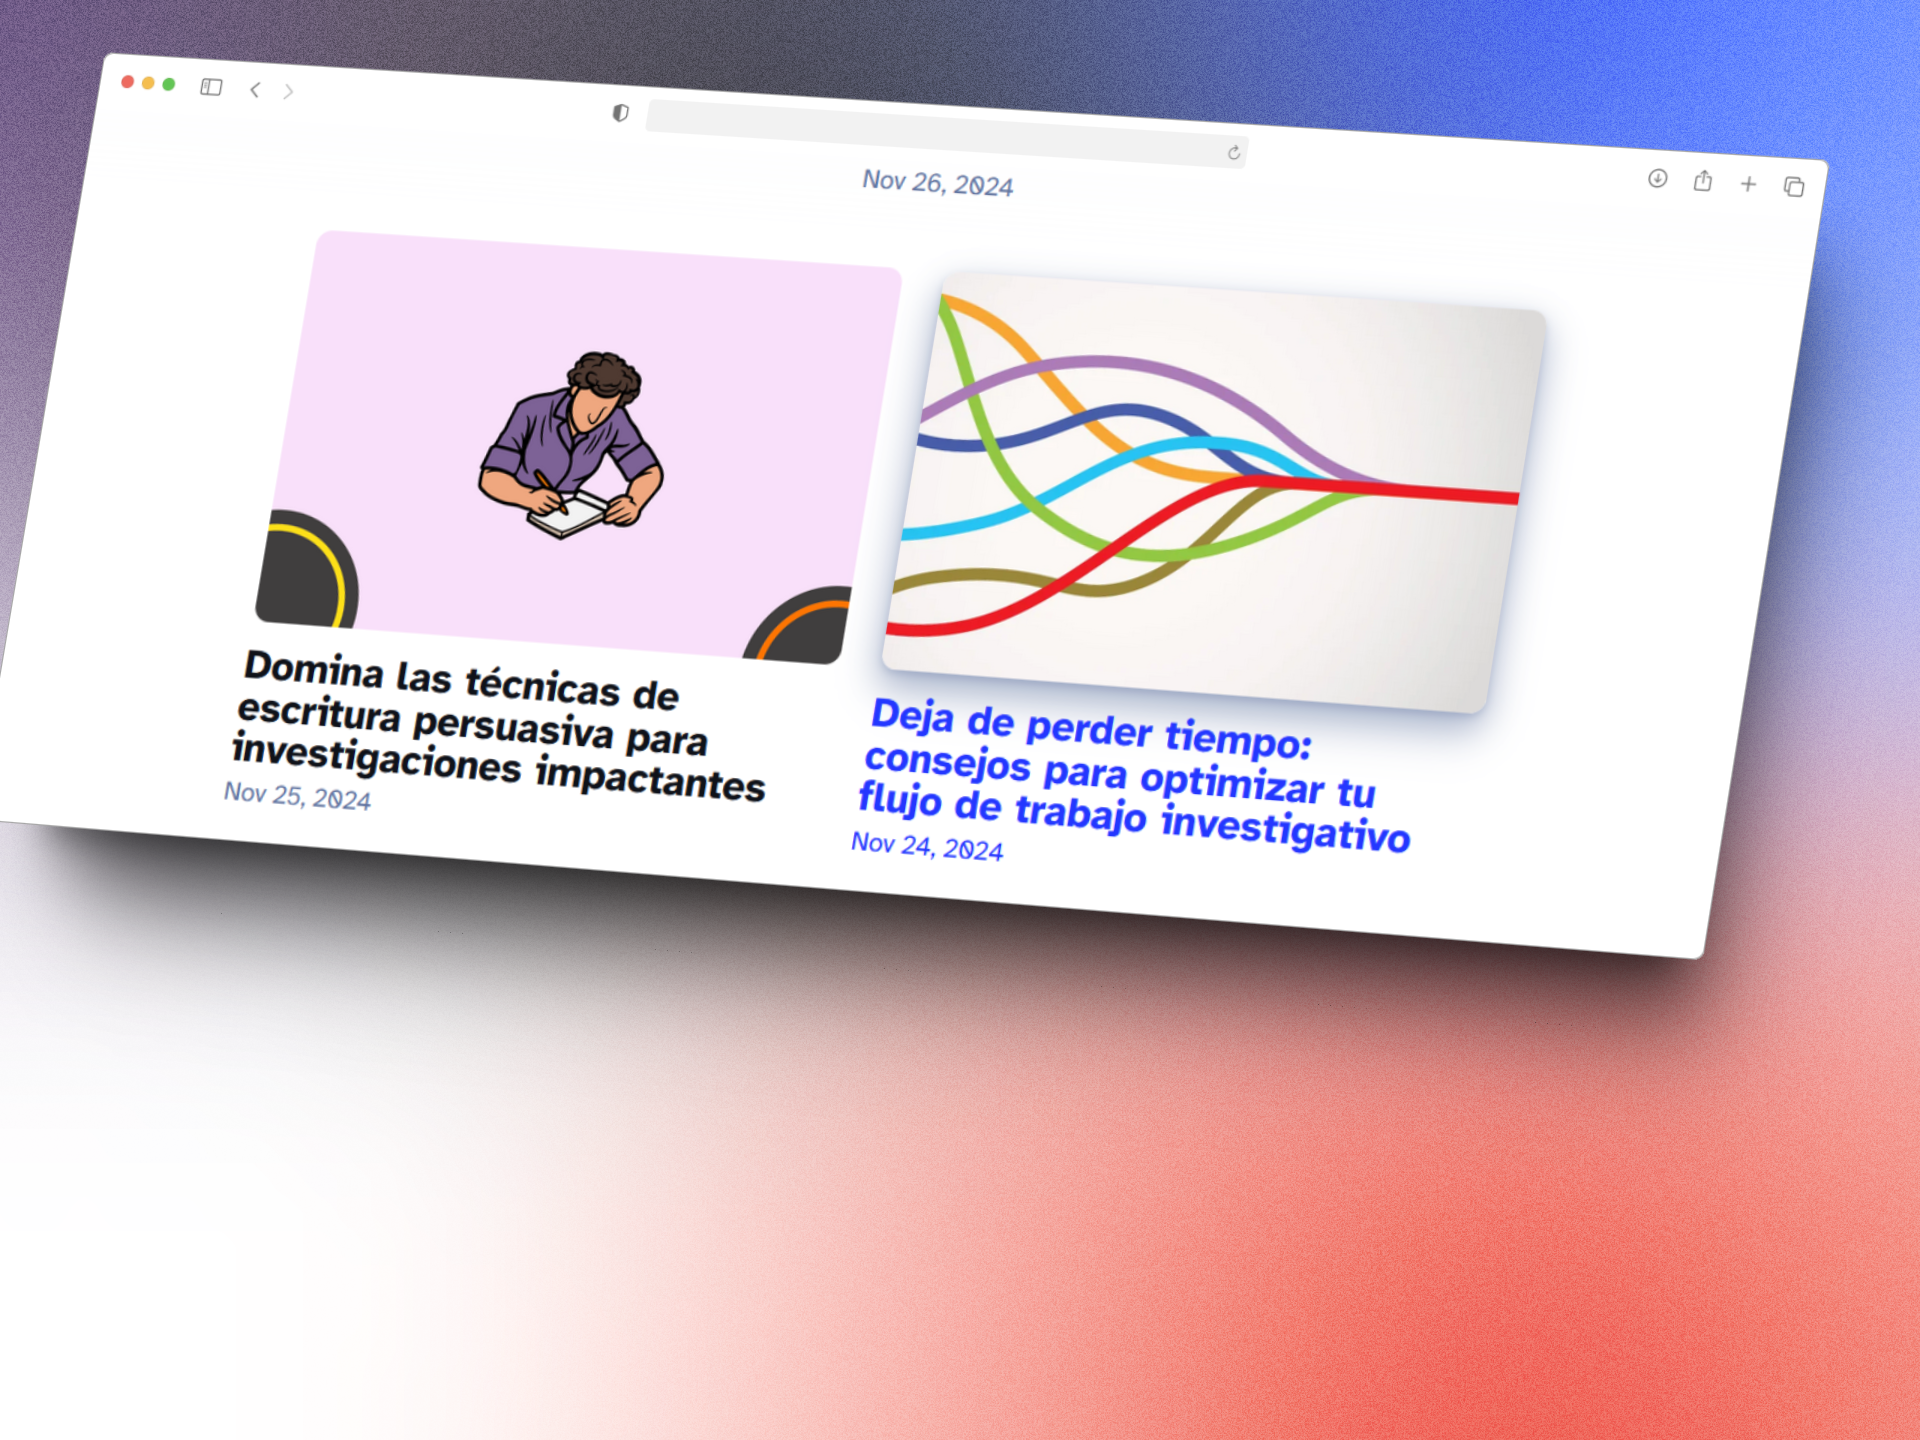 Nov 26, 2024
Domina las técnicas de
escritura persuasiva para
investigaciones impactantes
Nov 25, 2024
Deja de perder tiempo:
consejos para optimizar tu
flujo de trabajo investigativo
Nov 24, 2024